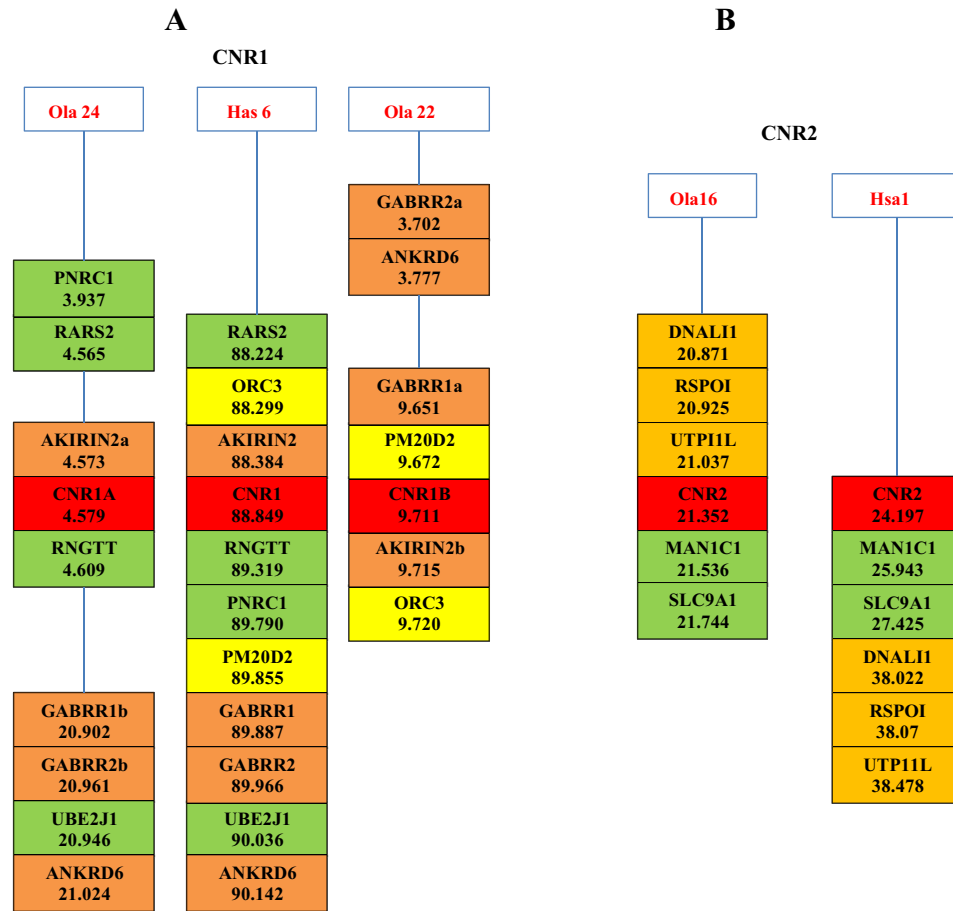 A
CNR1
Ola 24
PNRC1
3.937
RARS2
4.565
AKIRIN2a
4.573
CNR1A
4.579
RNGTT
4.609
GABRR1b
20.902
GABRR2b
20.961
UBE2J1
20.946
ANKRD6
21.024
Has 6
RARS2
88.224
ORC3
88.299
AKIRIN2
88.384
CNR1
88.849
RNGTT
89.319
PNRC1
89.790
PM20D2
89.855
GABRR1
89.887
GABRR2
89.966
UBE2J1
90.036
ANKRD6
90.142
Ola 22
GABRR2a
3.702
ANKRD6
3.777
GABRR1a
9.651
PM20D2
9.672
CNR1B
9.711
AKIRIN2b
9.715
ORC3
9.720
B
CNR2
Ola16
DNALI1
20.871
RSPOI
20.925
UTPI1L
21.037
CNR2
21.352
MAN1C1
21.536
SLC9A1
21.744
Hsa1
CNR2
24.197
MAN1C1
25.943
SLC9A1
27.425
DNALI1
38.022
RSPOI
38.07
UTP11L
38.478